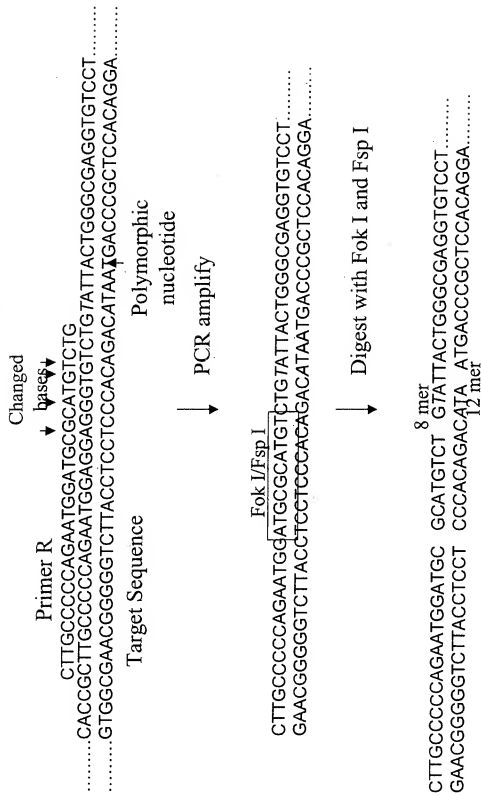 Changed
bases
Primer R
CTTGCCCCCAGAATGGATGCGCATGTCTG
........CACCGCTTGCCCCCAGAATGGAGGAGGGTGTCTGTATTACTGGGCGAGGTGTCCT........
........GTGGCGAACGGGGGTCTTACCTCCTCCCACAGACATAATGACCCGCTCCACAGGA........
Target Sequence
Polymorphic
nucleotide
PCR amplify
Fok I/Fsp I
CTTGCCCCCAGAATGGATGCGCATGTCTGTATTACTGGGCGAGGTGTCCT........
GAACGGGGGTCTTACCTCCTCCCACAGACATAATGACCCGCTCCACAGGA........
Digest with Fok I and Fsp I
8 mer
CTTGCCCCCAGAATGGATGC GCATGTCT GTATTACTGGGCGAGGTGTCCT........
GAACGGGGGTCTTACCTCCT CCCACAGACATA ATGACCCGCTCCACAGGA........
12 mer